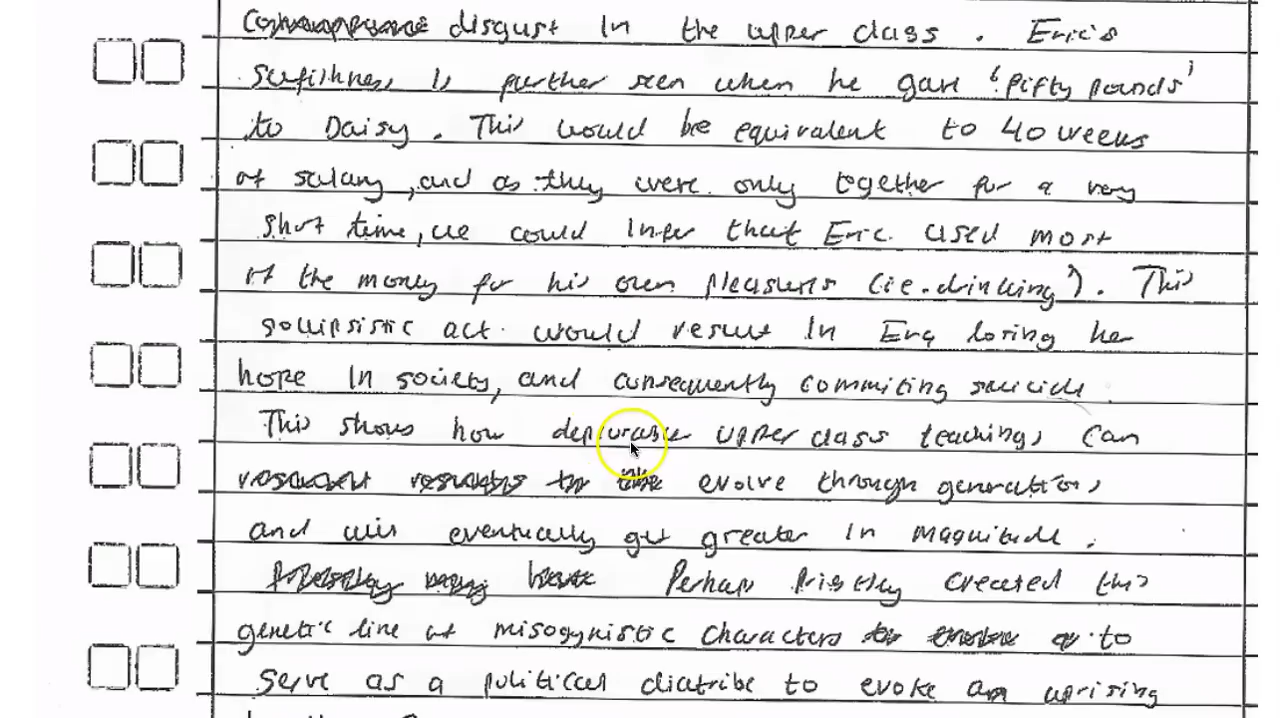 disgust in the upper class . Eric's
selfishness is further seen when he gave 'fifty pounds'
to Daisy . This would be equivalent to 40 weeks
of salary , and as they were only together for a very
short time, we could infer that Eric used most
of the money for his own pleasures (i.e. drinking) . This
sollipsistic act would result in Eva losing her
hope in society, and consequently commiting suicide .
This shows how deplorable upper class teachings can
evolve through generations
and will eventually get greater in magnitude .
Perhaps Priestley created this
genetic line of misogynistic characters to
serve as a political diatribe to evoke an uprising